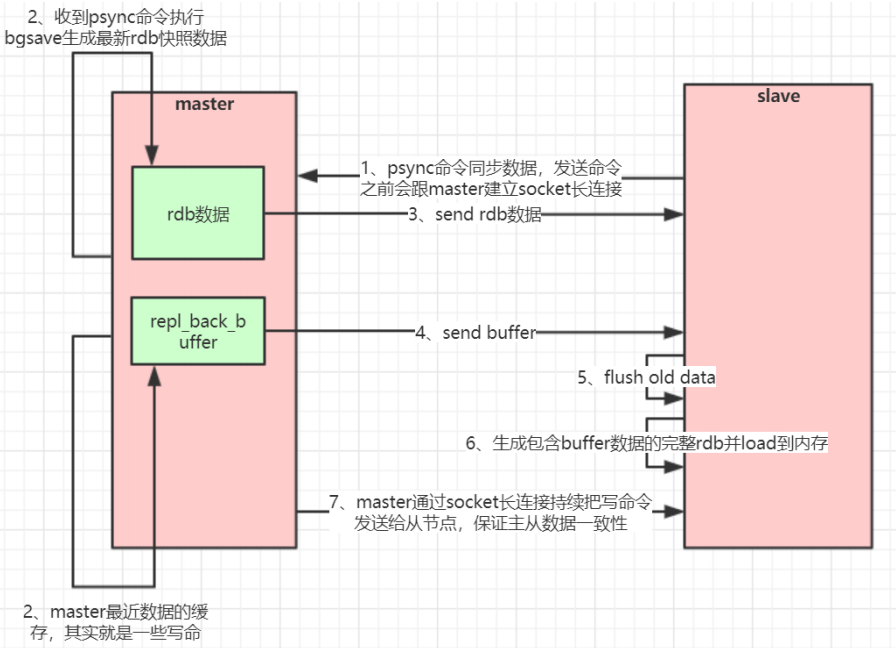 2、收到psync命令执行
bgsave生成最新rdb快照数据
master
slave
1、psync命令同步数据，发送命令
之前会跟master建立socket长连接
rdb数据
3、send rdb数据
repl_back_b
uffer
4、send buffer
5、flush old data
6、生成包含buffer数据的完整rdb并load到内存
7、master通过socket长连接持续把写命令
发送给从节点，保证主从数据一致性
2、master最近数据的缓
存，其实就是一些写命